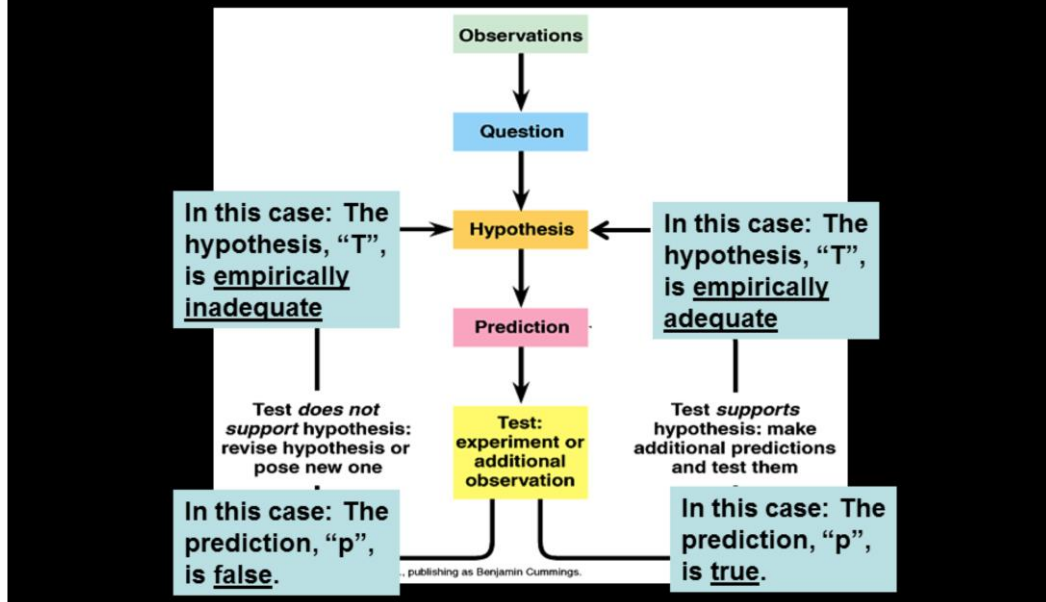 Observations
Question
In this case: The
hypothesis, “T”,
is empirically
inadequate
Hypothesis
In this case: The
hypothesis, “T”,
is empirically
adequate
Prediction
Test does not
support hypothesis:
revise hypothesis or
pose new one
Test:
experiment or
additional
observation
Test supports
hypothesis: make
additional predictions
and test them
In this case: The
prediction, “p”,
is false.
In this case: The
prediction, “p”,
is true.
., publishing as Benjamin Cummings.